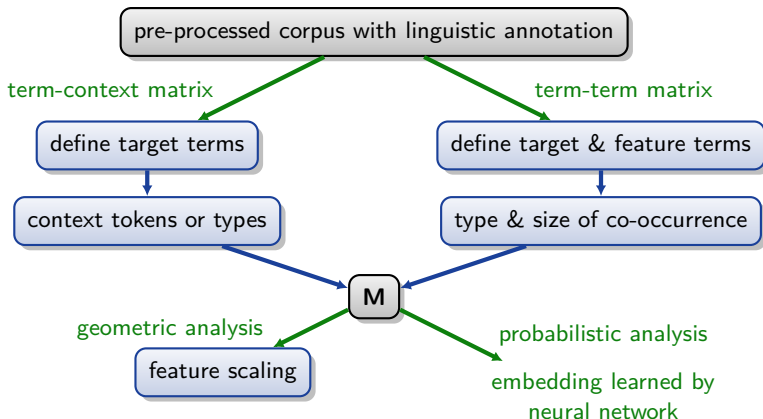 pre-processed corpus with linguistic annotation
term-context matrix
term-term matrix
define target terms
define target & feature terms
context tokens or types
type & size of co-occurrence
M
geometric analysis
probabilistic analysis
feature scaling
embedding learned by
neural network